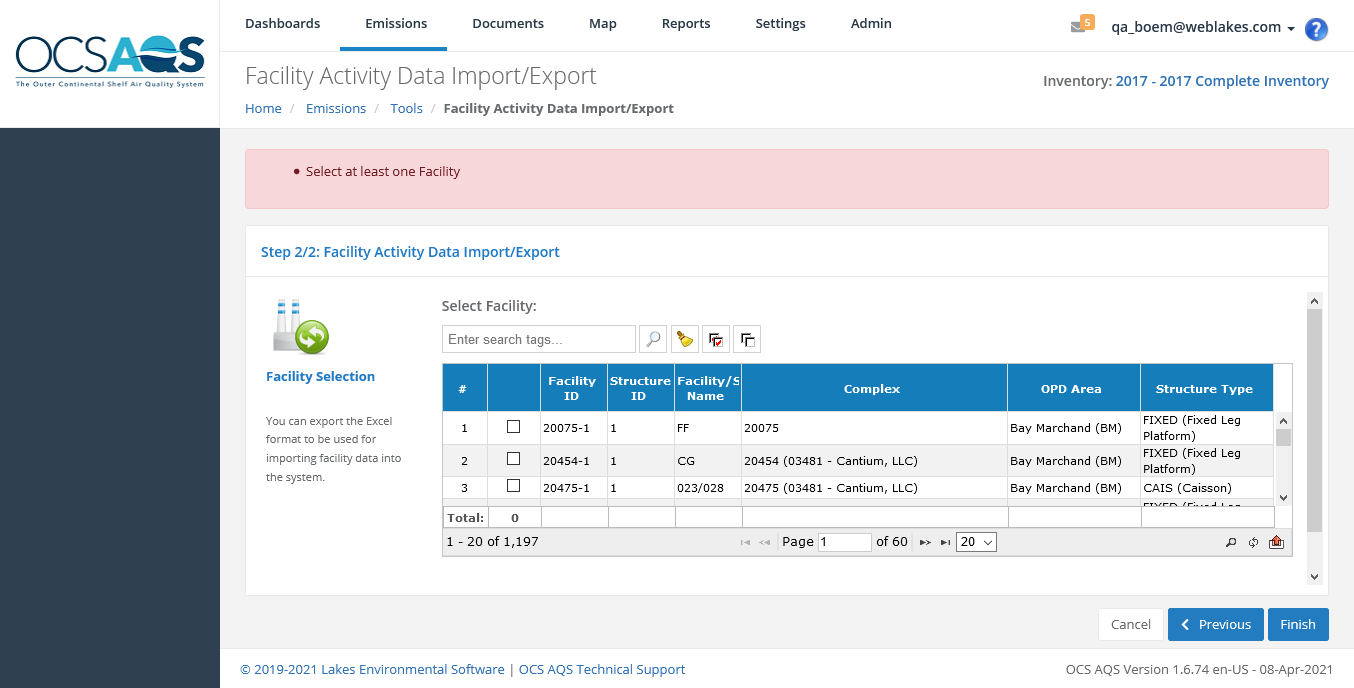 Dashboards Emissions Documents Map Reports Settings Admin 5 qa_boem@weblakes.com ?
OCSAQS
The Outer Continental Shelf Air Quality System
Facility Activity Data Import/Export
Inventory: 2017 - 2017 Complete Inventory
Home / Emissions / Tools / Facility Activity Data Import/Export
• Select at least one Facility
Step 2/2: Facility Activity Data Import/Export
Select Facility:
Enter search tags...
Facility Selection
You can export the Excel
format to be used for
importing facility data into
the system.
# Facility ID Structure ID Facility/S Name Complex OPD Area Structure Type
1 20075-1 1 FF 20075 Bay Marchand (BM) FIXED (Fixed Leg Platform)
2 20454-1 1 CG 20454 (03481 - Cantium, LLC) Bay Marchand (BM) FIXED (Fixed Leg Platform)
3 20475-1 1 023/028 20475 (03481 - Cantium, LLC) Bay Marchand (BM) CAIS (Caisson)
FIXED (Fixed Leg
Total: 0
1 - 20 of 1,197 Page 1 of 60 20
Cancel Previous Finish
© 2019-2021 Lakes Environmental Software | OCS AQS Technical Support
OCS AQS Version 1.6.74 en-US - 08-Apr-2021